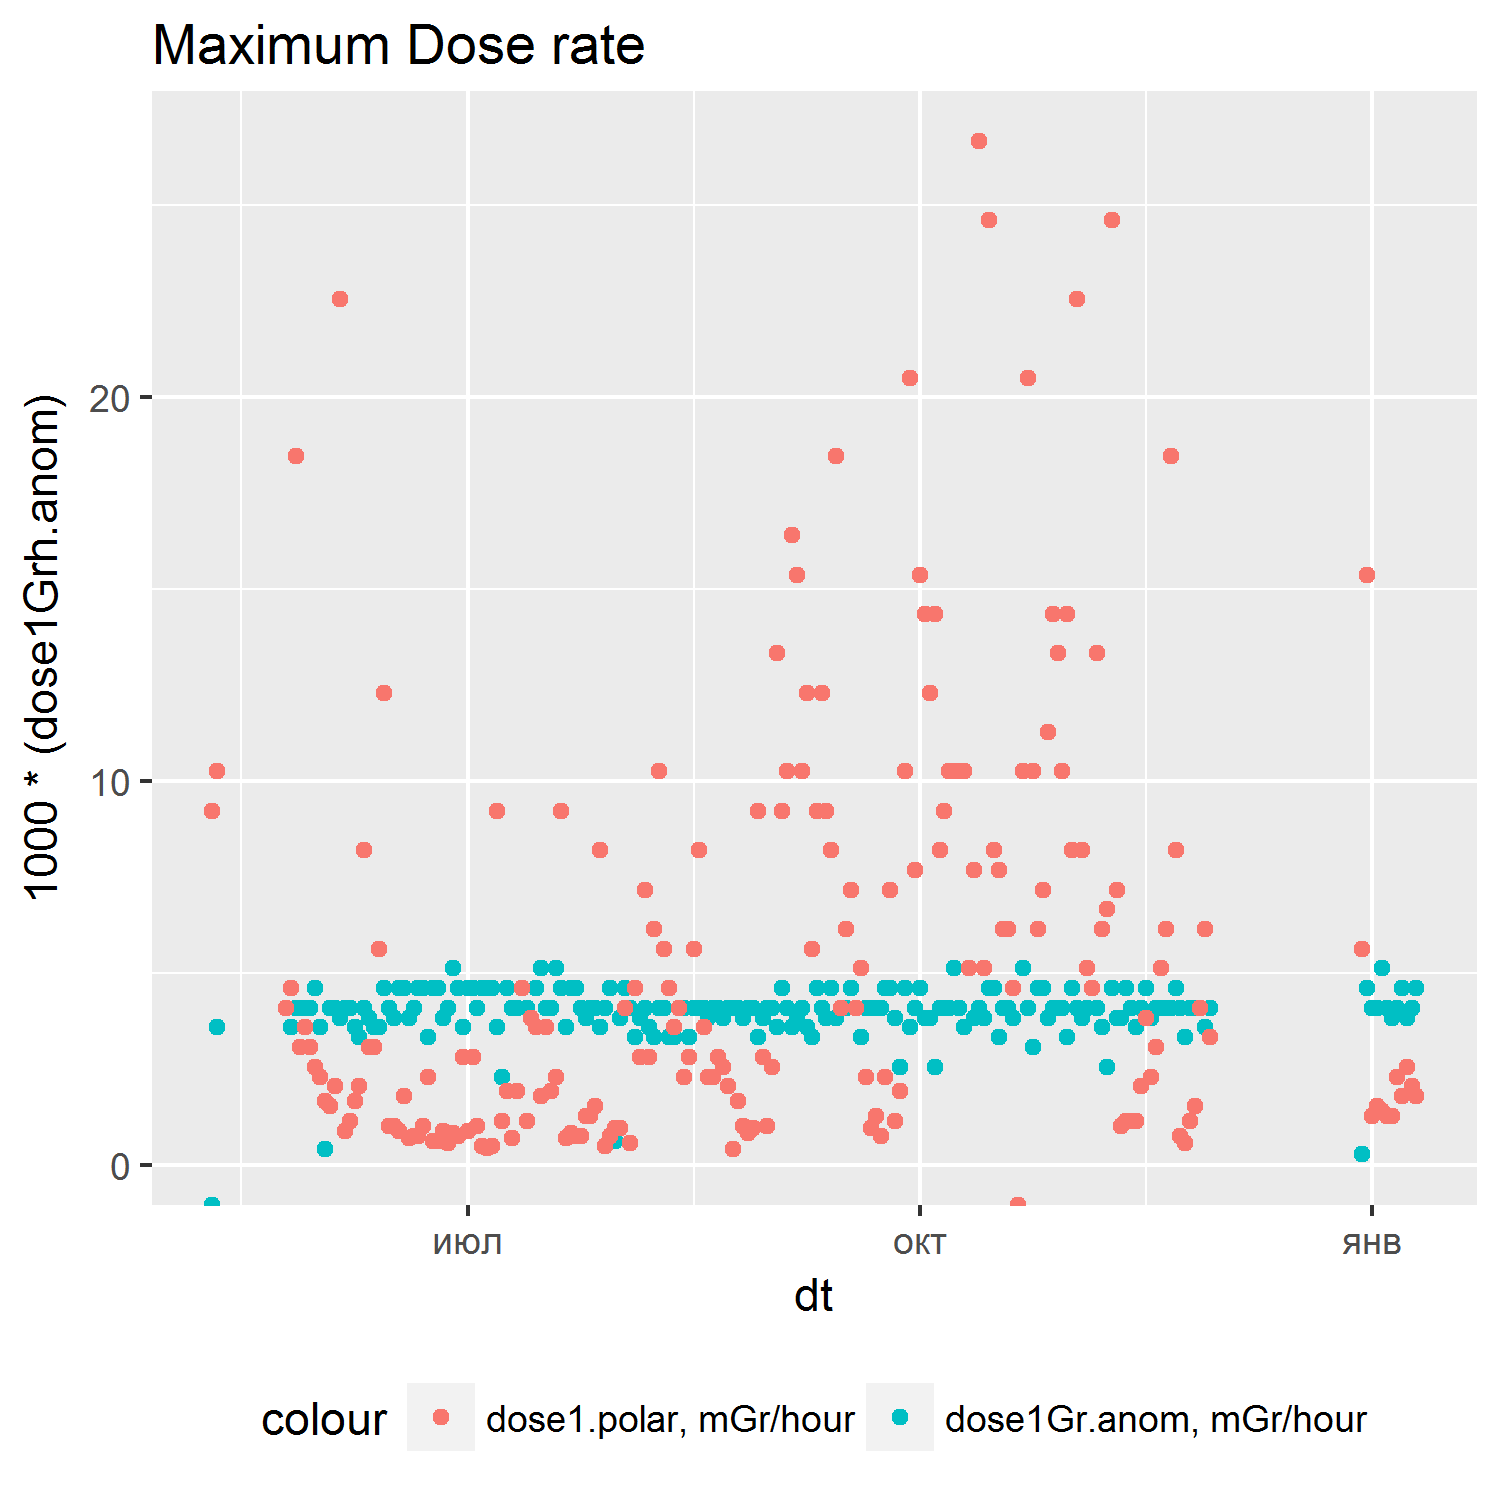 Maximum Dose rate
1000 * (dose1Grh.anom)
20
10
0
июл
окт
янв
dt
colour
dose1.polar, mGr/hour
dose1Gr.anom, mGr/hour